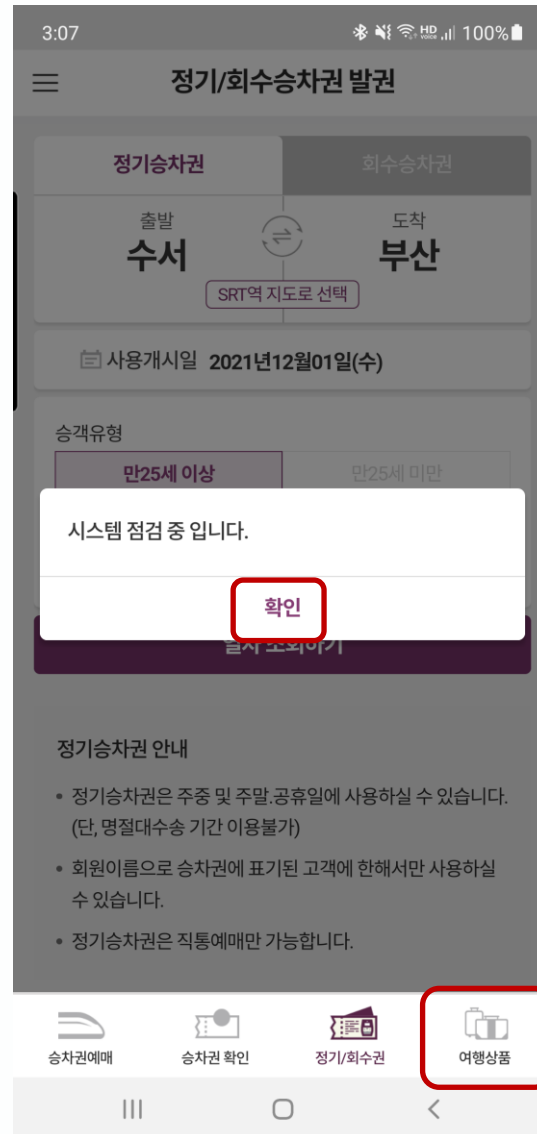 3:07
HD VOICE 100%
정기/회수승차권 발권
정기승차권
회수승차권
출발
도착
수서
부산
SRT역 지도로 선택
사용개시일 2021년12월01일(수)
승객유형
만25세 이상
만25세 미만
시스템 점검 중 입니다.
확인
열차 조회하기
정기승차권 안내
• 정기승차권은 주중 및 주말.공휴일에 사용하실 수 있습니다.
(단, 명절대수송 기간 이용불가)
• 회원이름으로 승차권에 표기된 고객에 한해서만 사용하실
수 있습니다.
• 정기승차권은 직통예매만 가능합니다.
승차권예매
승차권 확인
정기/회수권
여행상품